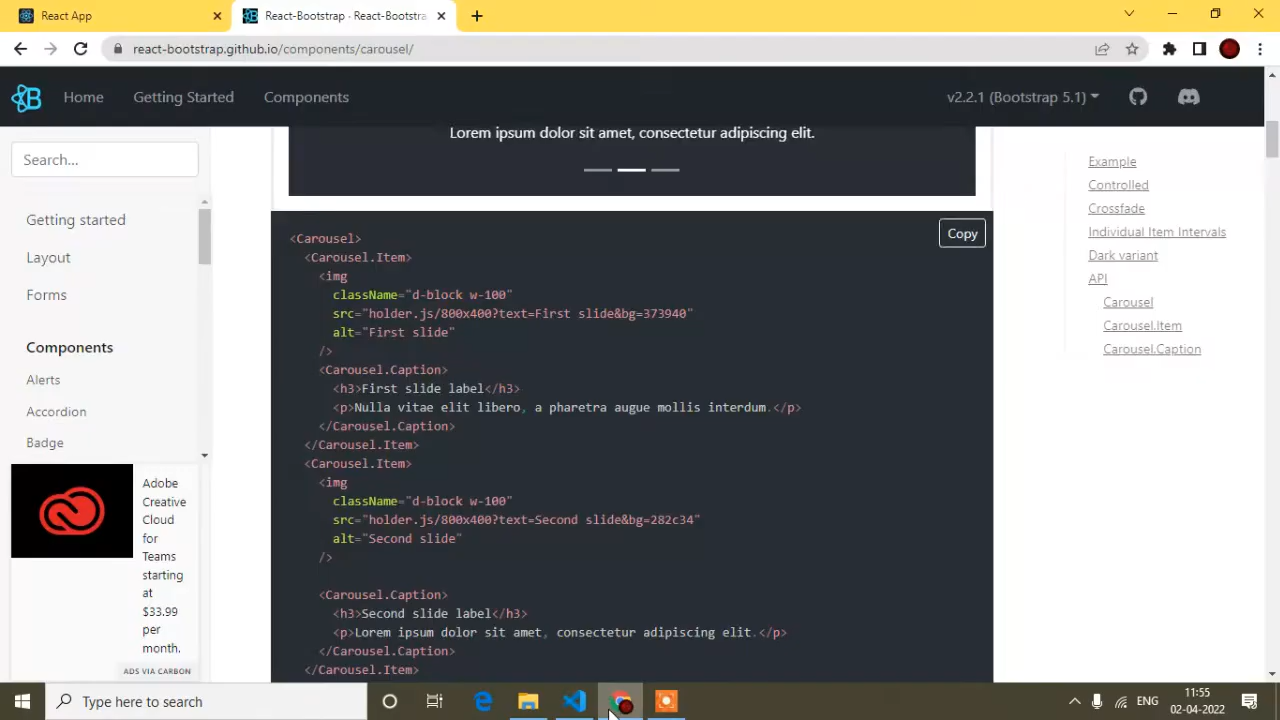 React App
React-Bootstrap · React-Bootstra
react-bootstrap.github.io/components/carousel/
Home
Getting Started
Components
v2.2.1 (Bootstrap 5.1)
Search...
Getting started
Layout
Forms
Components
Alerts
Accordion
Badge
Adobe
Creative
Cloud
for
Teams
starting
at
$33.99
per
month.
ADS VIA CARBON
Lorem ipsum dolor sit amet, consectetur adipiscing elit.
Copy
<Carousel>
<Carousel.Item>
<img
className="d-block w-100"
src="holder.js/800x400?text=First slide&bg=373940"
alt="First slide"
/>
<Carousel.Caption>
<h3>First slide label</h3>
<p>Nulla vitae elit libero, a pharetra augue mollis interdum.</p>
</Carousel.Caption>
</Carousel.Item>
<Carousel.Item>
<img
className="d-block w-100"
src="holder.js/800x400?text=Second slide&bg=282c34"
alt="Second slide"
/>
<Carousel.Caption>
<h3>Second slide label</h3>
<p>Lorem ipsum dolor sit amet, consectetur adipiscing elit.</p>
</Carousel.Caption>
</Carousel.Item>
Example
Controlled
Crossfade
Individual Item Intervals
Dark variant
API
Carousel
Carousel.Item
Carousel.Caption
Type here to search
ENG
11:55
02-04-2022